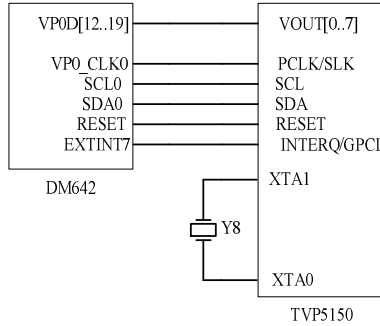 VP0D[12..19] VOUT[0..7]
VP0_CLK0 PCLK/SLK
SCL0 SCL
SDA0 SDA
RESET RESET
EXTINT7 INTERQ/GPCL
DM642
XTA1
Y8
XTA0
TVP5150